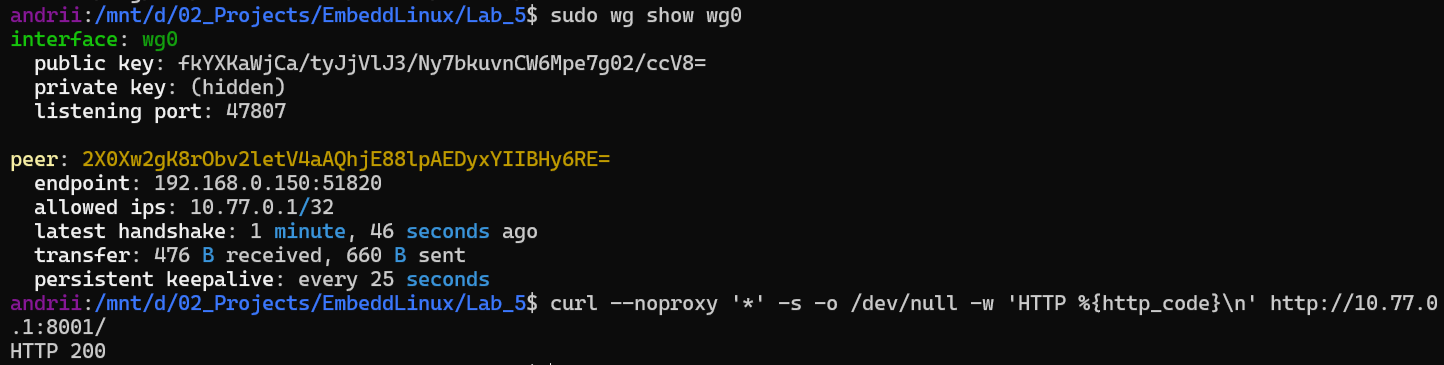 andrii:/mnt/d/02_Projects/EmbeddLinux/Lab_5$ sudo wg show wg0
interface: wg0
  public key: fkYXKaWjCa/tyJjVlJ3/Ny7bkuvnCW6Mpe7g02/ccV8=
  private key: (hidden)
  listening port: 47807

peer: 2X0Xw2gK8rObv2letV4aAQhjE88lpAEDyxYIIBHy6RE=
  endpoint: 192.168.0.150:51820
  allowed ips: 10.77.0.1/32
  latest handshake: 1 minute, 46 seconds ago
  transfer: 476 B received, 660 B sent
  persistent keepalive: every 25 seconds
andrii:/mnt/d/02_Projects/EmbeddLinux/Lab_5$ curl --noproxy '*' -s -o /dev/null -w 'HTTP %{http_code}\n' http://10.77.0
.1:8001/
HTTP 200